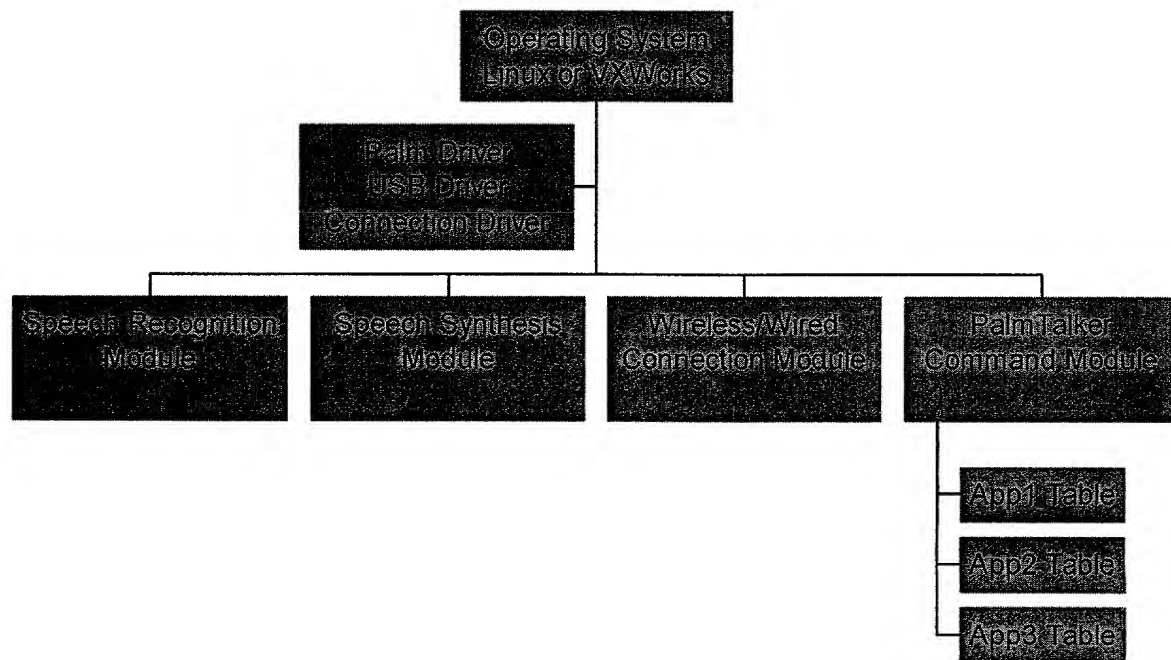 Operating System
Linux or VXWorks
Palm Driver
USB Driver
Connection Driver
Speech Recognition
Module
Speech Synthesis
Module
Wireless/Wired
Connection Module
PalmTalker
Command Module
App1 Table
App2 Table
App3 Table